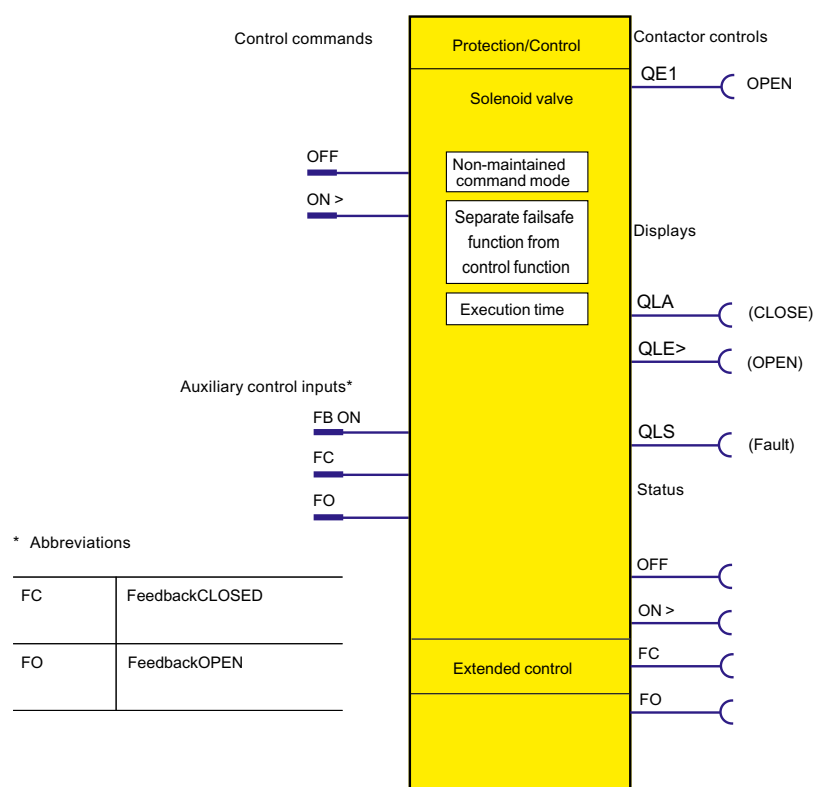 Control commands
Protection/Control
Contactor controls
QE1
OPEN
Solenoid valve
OFF
Non-maintained
command mode
ON >
Separate failsafe
function from
control function
Displays
Execution time
QLA
(CLOSE)
QLE>
(OPEN)
Auxiliary control inputs*
FB ON
QLS
(Fault)
FC
Status
FO
* Abbreviations
OFF
FC
FeedbackCLOSED
ON >
FO
FeedbackOPEN
Extended control
FC
FO